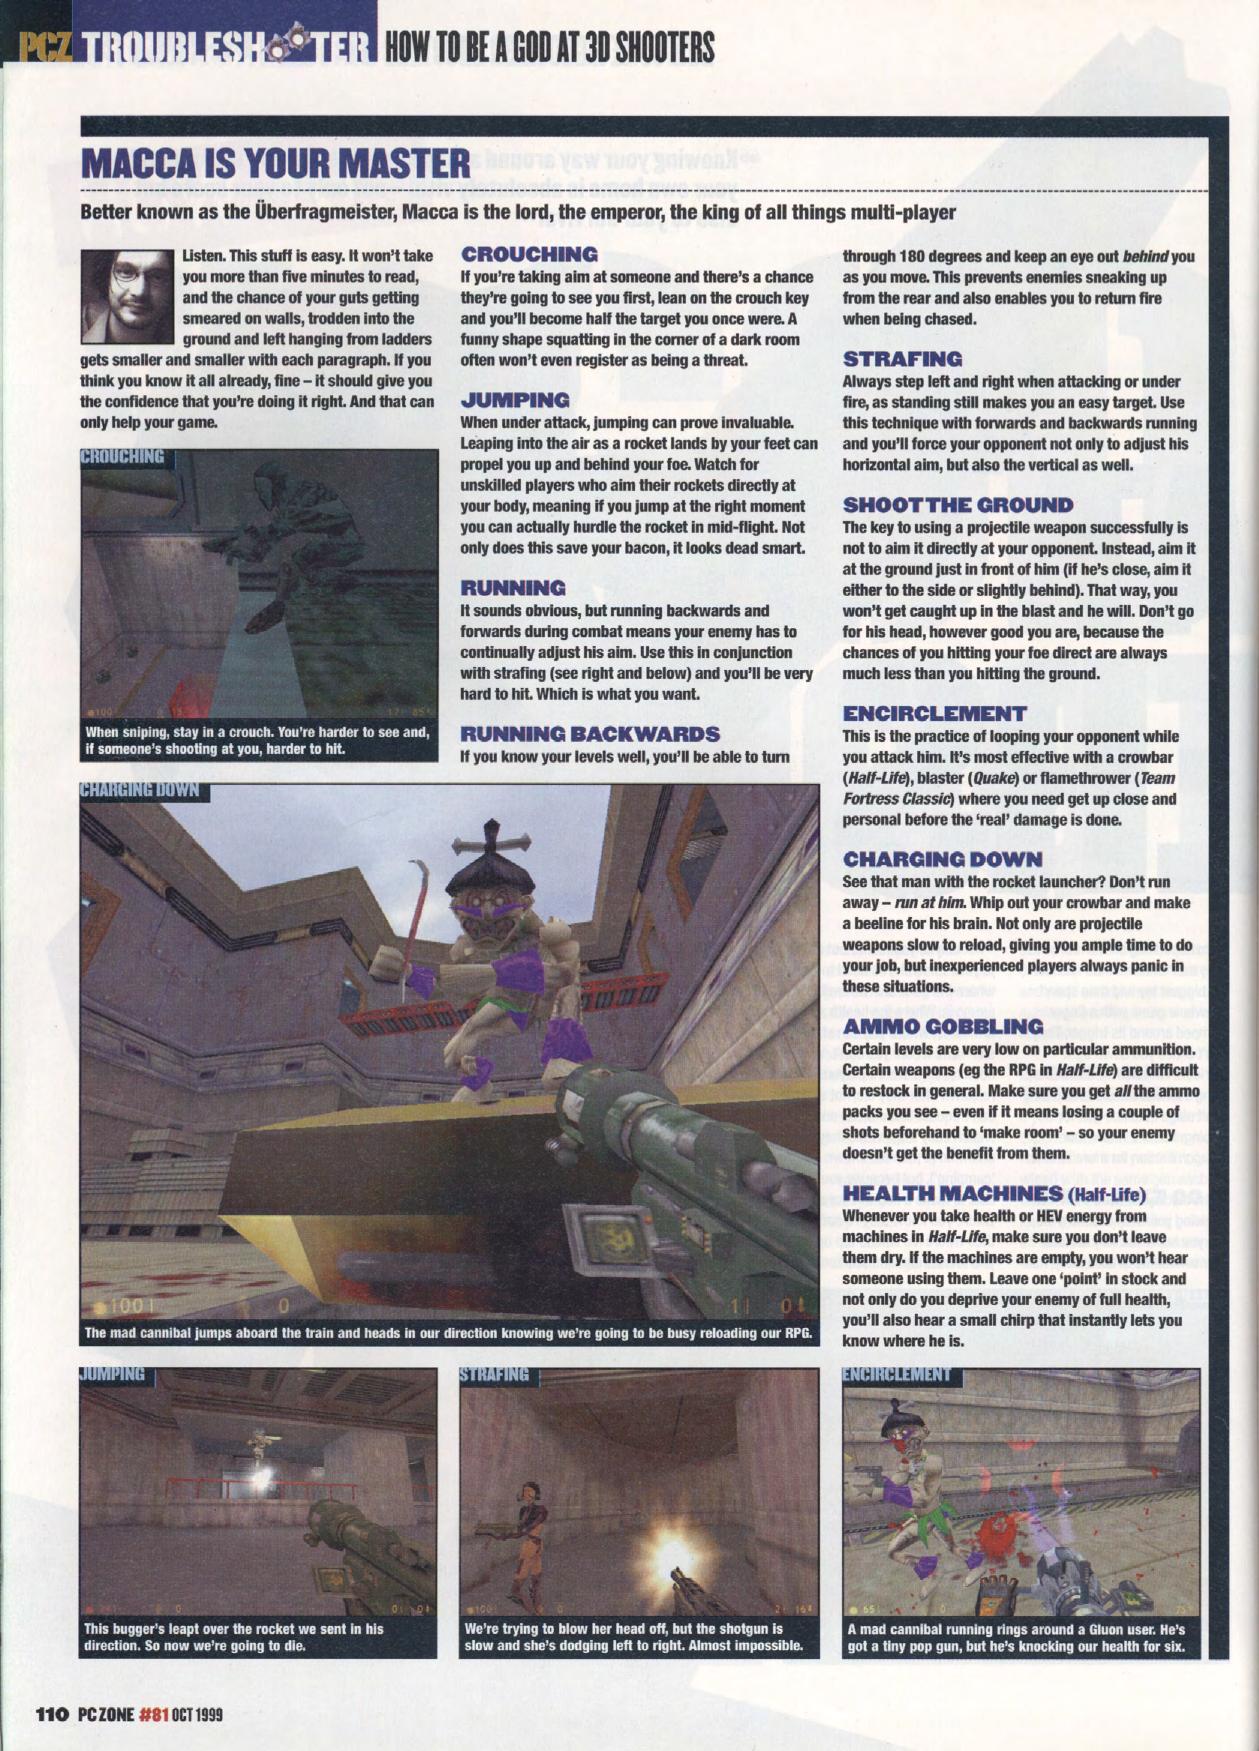 PCZ TROUBLESHOOTER HOW TO BE A GOD AT 3D SHOOTERS
MACCA IS YOUR MASTER
Better known as the Überfragmeister, Macca is the lord, the emperor, the king of all things multi-player
Listen. This stuff is easy. It won't take
you more than five minutes to read,
and the chance of your guts getting
smeared on walls, trodden into the
ground and left hanging from ladders
gets smaller and smaller with each paragraph. If you
think you know it all already, fine – it should give you
the confidence that you're doing it right. And that can
only help your game.
CROUCHING
When sniping, stay in a crouch. You're harder to see and,
if someone's shooting at you, harder to hit.
CROUCHING
If you're taking aim at someone and there's a chance
they're going to see you first, lean on the crouch key
and you'll become half the target you once were. A
funny shape squatting in the corner of a dark room
often won't even register as being a threat.
JUMPING
When under attack, jumping can prove invaluable.
Leaping into the air as a rocket lands by your feet can
propel you up and behind your foe. Watch for
unskilled players who aim their rockets directly at
your body, meaning if you jump at the right moment
you can actually hurdle the rocket in mid-flight. Not
only does this save your bacon, it looks dead smart.
RUNNING
It sounds obvious, but running backwards and
forwards during combat means your enemy has to
continually adjust his aim. Use this in conjunction
with strafing (see right and below) and you'll be very
hard to hit. Which is what you want.
RUNNING BACKWARDS
If you know your levels well, you'll be able to turn
through 180 degrees and keep an eye out behind you
as you move. This prevents enemies sneaking up
from the rear and also enables you to return fire
when being chased.
STRAFING
Always step left and right when attacking or under
fire, as standing still makes you an easy target. Use
this technique with forwards and backwards running
and you'll force your opponent not only to adjust his
horizontal aim, but also the vertical as well.
SHOOT THE GROUND
The key to using a projectile weapon successfully is
not to aim it directly at your opponent. Instead, aim it
at the ground just in front of him (if he's close, aim it
either to the side or slightly behind). That way, you
won't get caught up in the blast and he will. Don't go
for his head, however good you are, because the
chances of you hitting your foe direct are always
much less than you hitting the ground.
ENCIRCLEMENT
This is the practice of looping your opponent while
you attack him. It's most effective with a crowbar
(Half-Life), blaster (Quake) or flamethrower (Team
Fortress Classic) where you need get up close and
personal before the 'real' damage is done.
CHARGING DOWN
See that man with the rocket launcher? Don't run
away – run at him. Whip out your crowbar and make
a beeline for his brain. Not only are projectile
weapons slow to reload, giving you ample time to do
your job, but inexperienced players always panic in
these situations.
AMMO GOBBLING
Certain levels are very low on particular ammunition.
Certain weapons (eg the RPG in Half-Life) are difficult
to restock in general. Make sure you get all the ammo
packs you see – even if it means losing a couple of
shots beforehand to 'make room' – so your enemy
doesn't get the benefit from them.
HEALTH MACHINES (Half-Life)
Whenever you take health or HEV energy from
machines in Half-Life, make sure you don't leave
them dry. If the machines are empty, you won't hear
someone using them. Leave one 'point' in stock and
not only do you deprive your enemy of full health,
you'll also hear a small chirp that instantly lets you
know where he is.
CHARGING DOWN
100 0 1 0
The mad cannibal jumps aboard the train and heads in our direction knowing we're going to be busy reloading our RPG.
JUMPING
This bugger's leapt over the rocket we sent in his
direction. So now we're going to die.
STRAFING
We're trying to blow her head off, but the shotgun is
slow and she's dodging left to right. Almost impossible.
ENCIRCLEMENT
A mad cannibal running rings around a Gluon user. He's
got a tiny pop gun, but he's knocking our health for six.
110 PC ZONE #81 OCT 1999